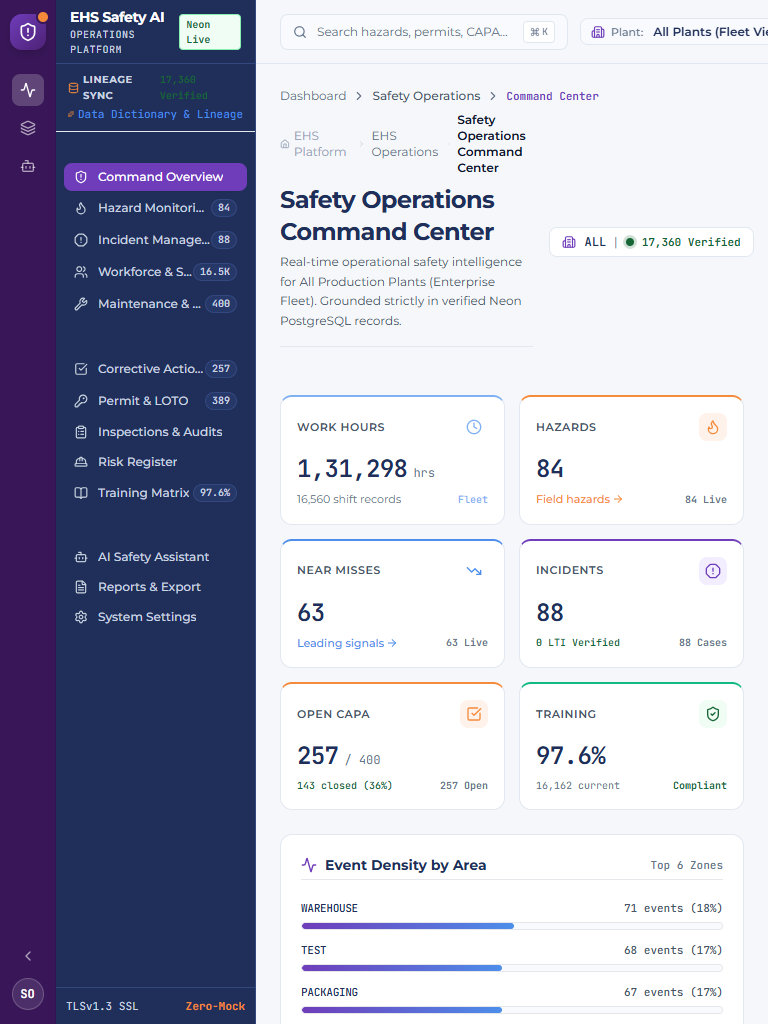 EHS Safety AI
OPERATIONS
PLATFORM
Neon
Live
LINEAGE
SYNC
17,360
Verified
Data Dictionary & Lineage
Command Overview
Hazard Monitori... 84
Incident Manage... 88
Workforce & S... 16.5K
Maintenance & ... 400
Corrective Actio... 257
Permit & LOTO 389
Inspections & Audits
Risk Register
Training Matrix 97.6%
AI Safety Assistant
Reports & Export
System Settings
SO
TLSv1.3 SSL Zero-Mock
Search hazards, permits, CAPA... ⌘K
Plant: All Plants (Fleet Vie
Dashboard > Safety Operations > Command Center
EHS
Platform
EHS
Operations
Safety
Operations
Command
Center
Safety Operations
Command Center
Real-time operational safety intelligence
for All Production Plants (Enterprise
Fleet). Grounded strictly in verified Neon
PostgreSQL records.
ALL | 17,360 Verified
WORK HOURS
1,31,298 hrs
16,560 shift records Fleet
HAZARDS
84
Field hazards → 84 Live
NEAR MISSES
63
Leading signals → 63 Live
INCIDENTS
88
0 LTI Verified 88 Cases
OPEN CAPA
257 / 400
143 closed (36%) 257 Open
TRAINING
97.6%
16,162 current Compliant
Event Density by Area Top 6 Zones
WAREHOUSE 71 events (18%)
TEST 68 events (17%)
PACKAGING 67 events (17%)